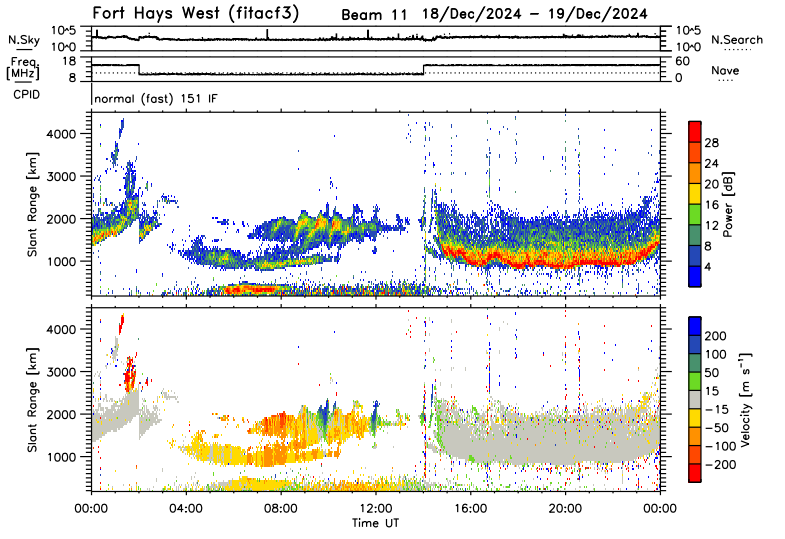 Fort Hays West (fitacf3) Beam 11 18/Dec/2024 - 19/Dec/2024
N.Sky
10^5
10^0
10^5
10^0
N.Search
Freq.
[MHz]
18
8
60
0
Nave
CPID
normal (fast) 151 IF
Slant Range [km]
4000
3000
2000
1000
28
24
20
16
12
8
4
Power [dB]
Slant Range [km]
4000
3000
2000
1000
200
100
50
15
-15
-50
-100
-200
Velocity [m s⁻¹]
00:00 04:00 08:00 12:00 16:00 20:00 00:00
Time UT